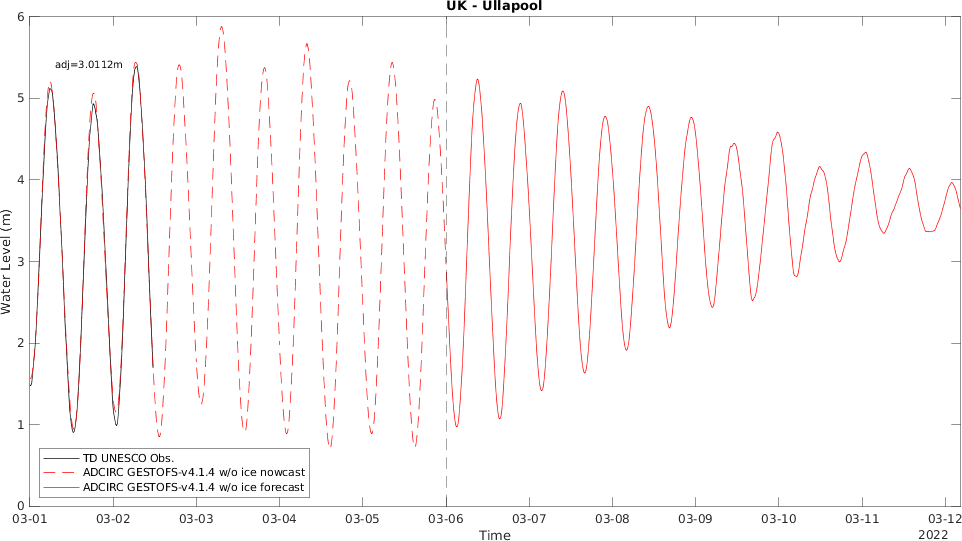 UK - Ullapool
adj=3.0112m
Water Level (m)
6
5
4
3
2
1
0
TD UNESCO Obs.
ADCIRC GESTOFS-v4.1.4 w/o ice nowcast
ADCIRC GESTOFS-v4.1.4 w/o ice forecast
03-01 03-02 03-03 03-04 03-05 03-06 03-07 03-08 03-09 03-10 03-11 03-12
Time
2022